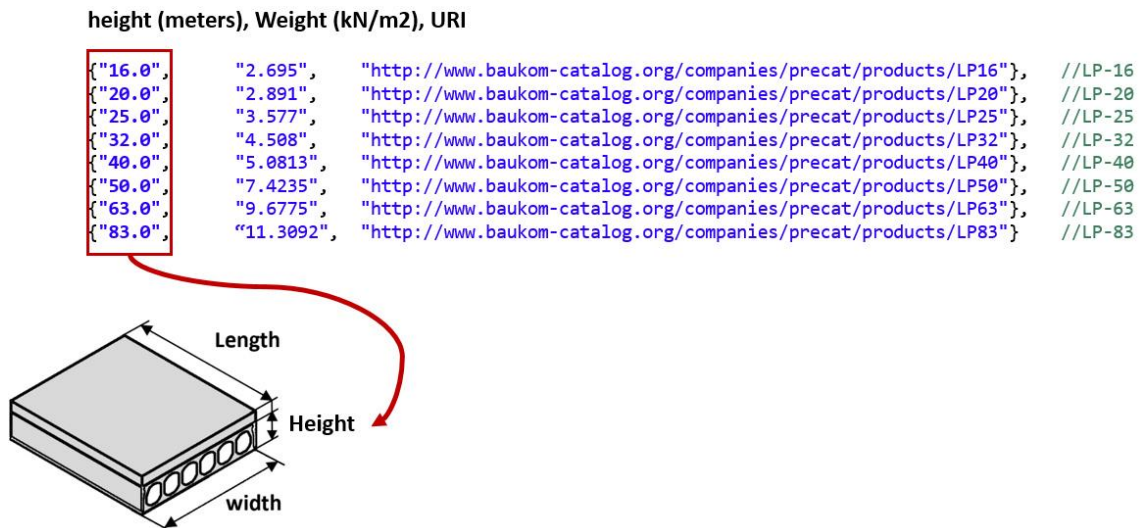 height (meters), Weight (kN/m2), URI
{"16.0", "2.695", "http://www.baukom-catalog.org/companies/precat/products/LP16"}, //LP-16
{"20.0", "2.891", "http://www.baukom-catalog.org/companies/precat/products/LP20"}, //LP-20
{"25.0", "3.577", "http://www.baukom-catalog.org/companies/precat/products/LP25"}, //LP-25
{"32.0", "4.508", "http://www.baukom-catalog.org/companies/precat/products/LP32"}, //LP-32
{"40.0", "5.0813", "http://www.baukom-catalog.org/companies/precat/products/LP40"}, //LP-40
{"50.0", "7.4235", "http://www.baukom-catalog.org/companies/precat/products/LP50"}, //LP-50
{"63.0", "9.6775", "http://www.baukom-catalog.org/companies/precat/products/LP63"}, //LP-63
{"83.0", “11.3092", "http://www.baukom-catalog.org/companies/precat/products/LP83"} //LP-83
Length
Height
width